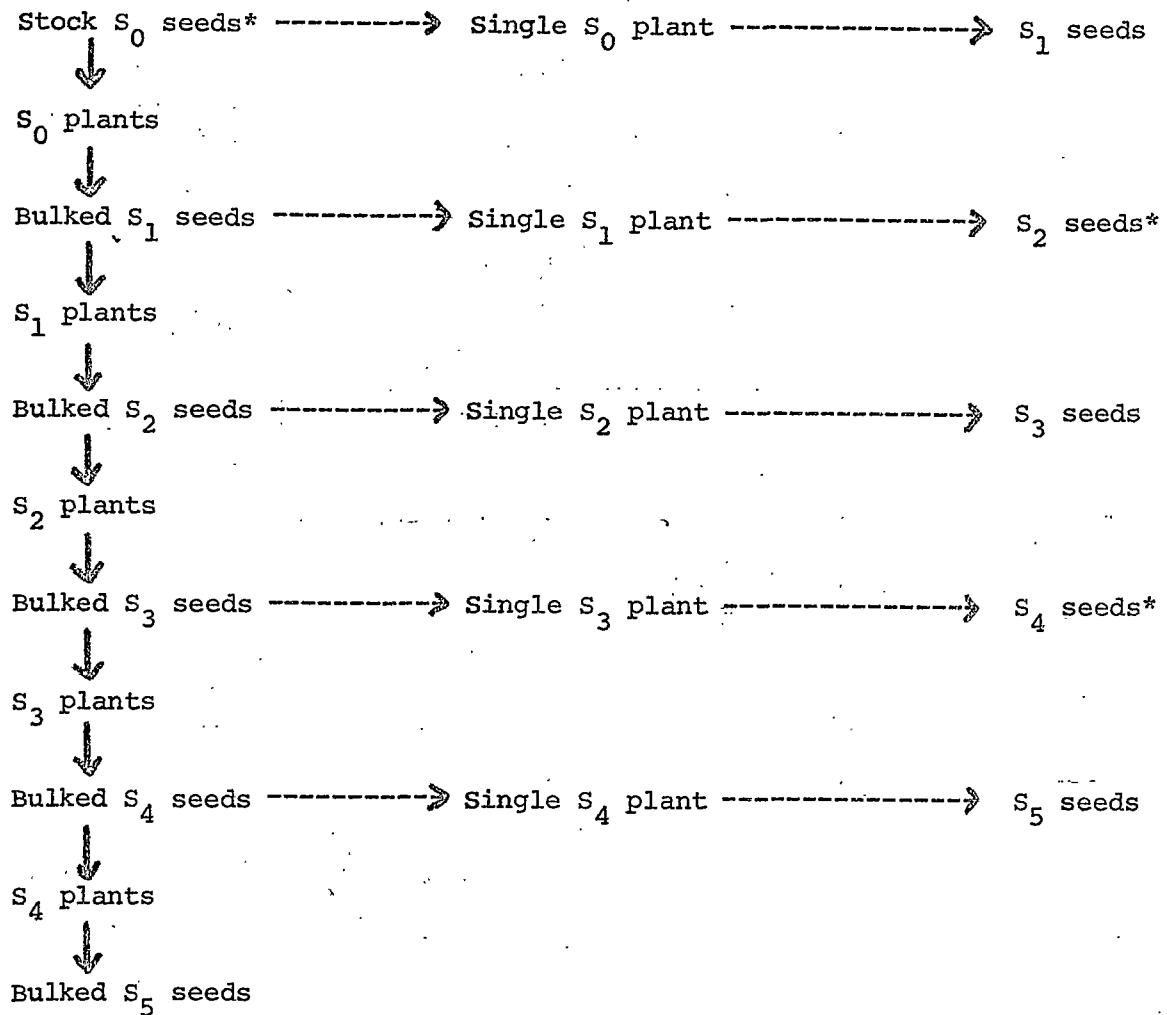 Stock S₀ seeds* Single S₀ plant S₁ seeds
S₀ plants
Bulked S₁ seeds Single S₁ plant S₂ seeds*
S₁ plants
Bulked S₂ seeds Single S₂ plant S₃ seeds
S₂ plants
Bulked S₃ seeds Single S₃ plant S₄ seeds*
S₃ plants
Bulked S₄ seeds Single S₄ plant S₅ seeds
S₄ plants
Bulked S₅ seeds